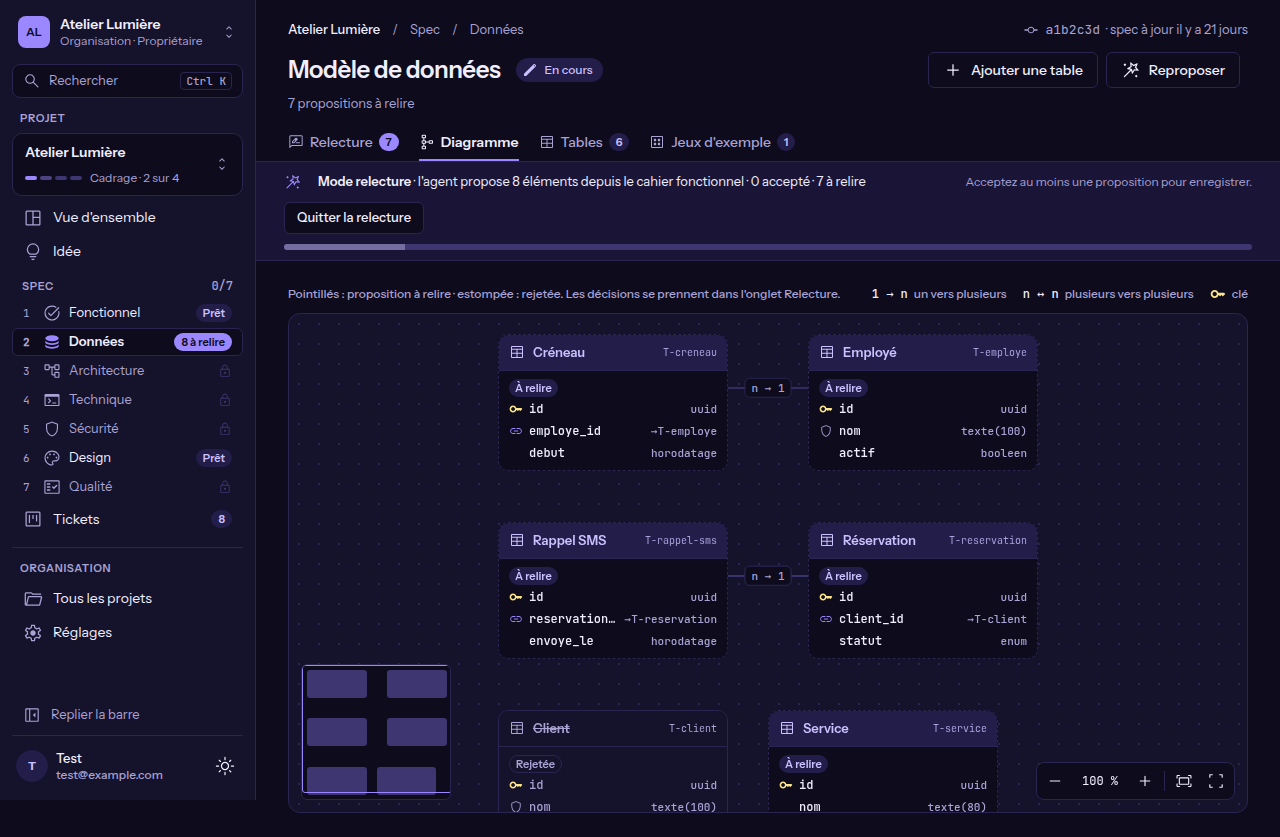 AL
Atelier Lumière
Organisation · Propriétaire
Rechercher
Ctrl K
PROJET
Atelier Lumière
Cadrage · 2 sur 4
Vue d'ensemble
Idée
SPEC 0/7
1 Fonctionnel Prêt
2 Données 8 à relire
3 Architecture
4 Technique
5 Sécurité
6 Design Prêt
7 Qualité
Tickets 8
ORGANISATION
Tous les projets
Réglages
Replier la barre
T
Test
test@example.com
Atelier Lumière / Spec / Données
a1b2c3d · spec à jour il y a 21 jours
Modèle de données
En cours
Ajouter une table
Reproposer
7 propositions à relire
Relecture 7
Diagramme
Tables 6
Jeux d'exemple 1
Mode relecture · l'agent propose 8 éléments depuis le cahier fonctionnel · 0 accepté · 7 à relire
Acceptez au moins une proposition pour enregistrer.
Quitter la relecture
Pointillés : proposition à relire · estompée : rejetée. Les décisions se prennent dans l'onglet Relecture.
1 → n un vers plusieurs
n ↔ n plusieurs vers plusieurs
clé
Créneau T-creneau
À relire
id uuid
employe_id →T-employe
debut horodatage
n → 1
Employé T-employe
À relire
id uuid
nom texte(100)
actif booleen
Rappel SMS T-rappel-sms
À relire
id uuid
reservation… →T-reservation
envoye_le horodatage
n → 1
Réservation T-reservation
À relire
id uuid
client_id →T-client
statut enum
Client T-client
Rejetée
id uuid
nom texte(100)
Service T-service
À relire
id uuid
nom texte(80)
100 %